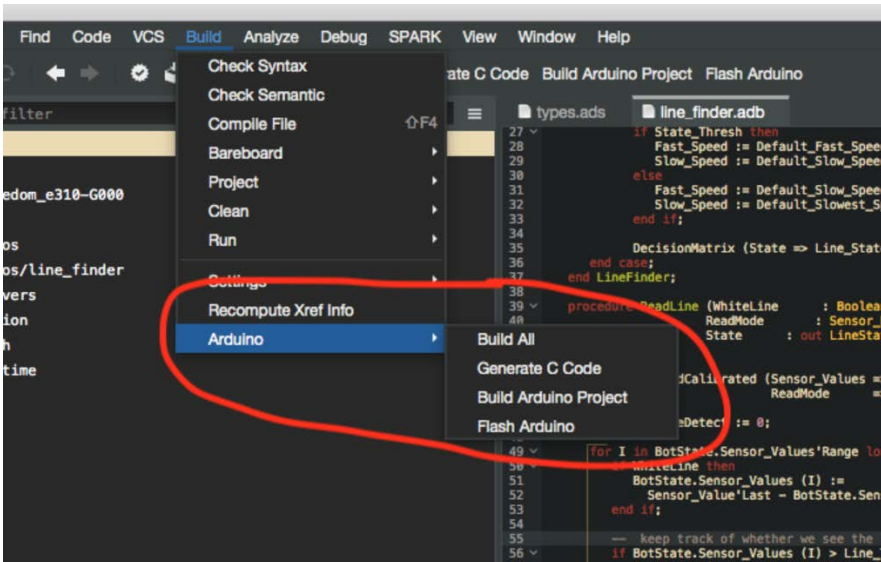 Find Code VCS Build Analyze Debug SPARK View Window Help
ate C Code Build Arduino Project Flash Arduino
filter
types.ads line_finder.adb
Check Syntax
Check Semantic
Compile File ⇧F4
Bareboard
Project
Clean
Run
Settings
Recompute Xref Info
Arduino
Build All
Generate C Code
Build Arduino Project
Flash Arduino
edom_e310-G000
os
os/line_finder
vers
ion
h
time
27 if State_Thresh then
28 Fast_Speed := Default_Fast_Spee
29 Slow_Speed := Default_Slow_Spee
30 else
31 Fast_Speed := Default_Slow_Spee
32 Slow_Speed := Default_Slowest_S
33 end if;
34
35 DecisionMatrix (State => Line_Stat
36 end case;
37 end LineFinder;
38
39 procedure ReadLine (WhiteLine : Boolea
40 ReadMode : Sensor_
State : out LineSta
dCalibrated (Sensor_Values =
ReadMode =
eDetect := 0;
49 for I in BotState.Sensor_Values'Range lo
50 if WhiteLine then
51 BotState.Sensor_Values (I) :=
52 Sensor_Value'Last - BotState.Sen
53 end if;
54
55 -- keep track of whether we see the
56 if BotState.Sensor_Values (I) > Line_